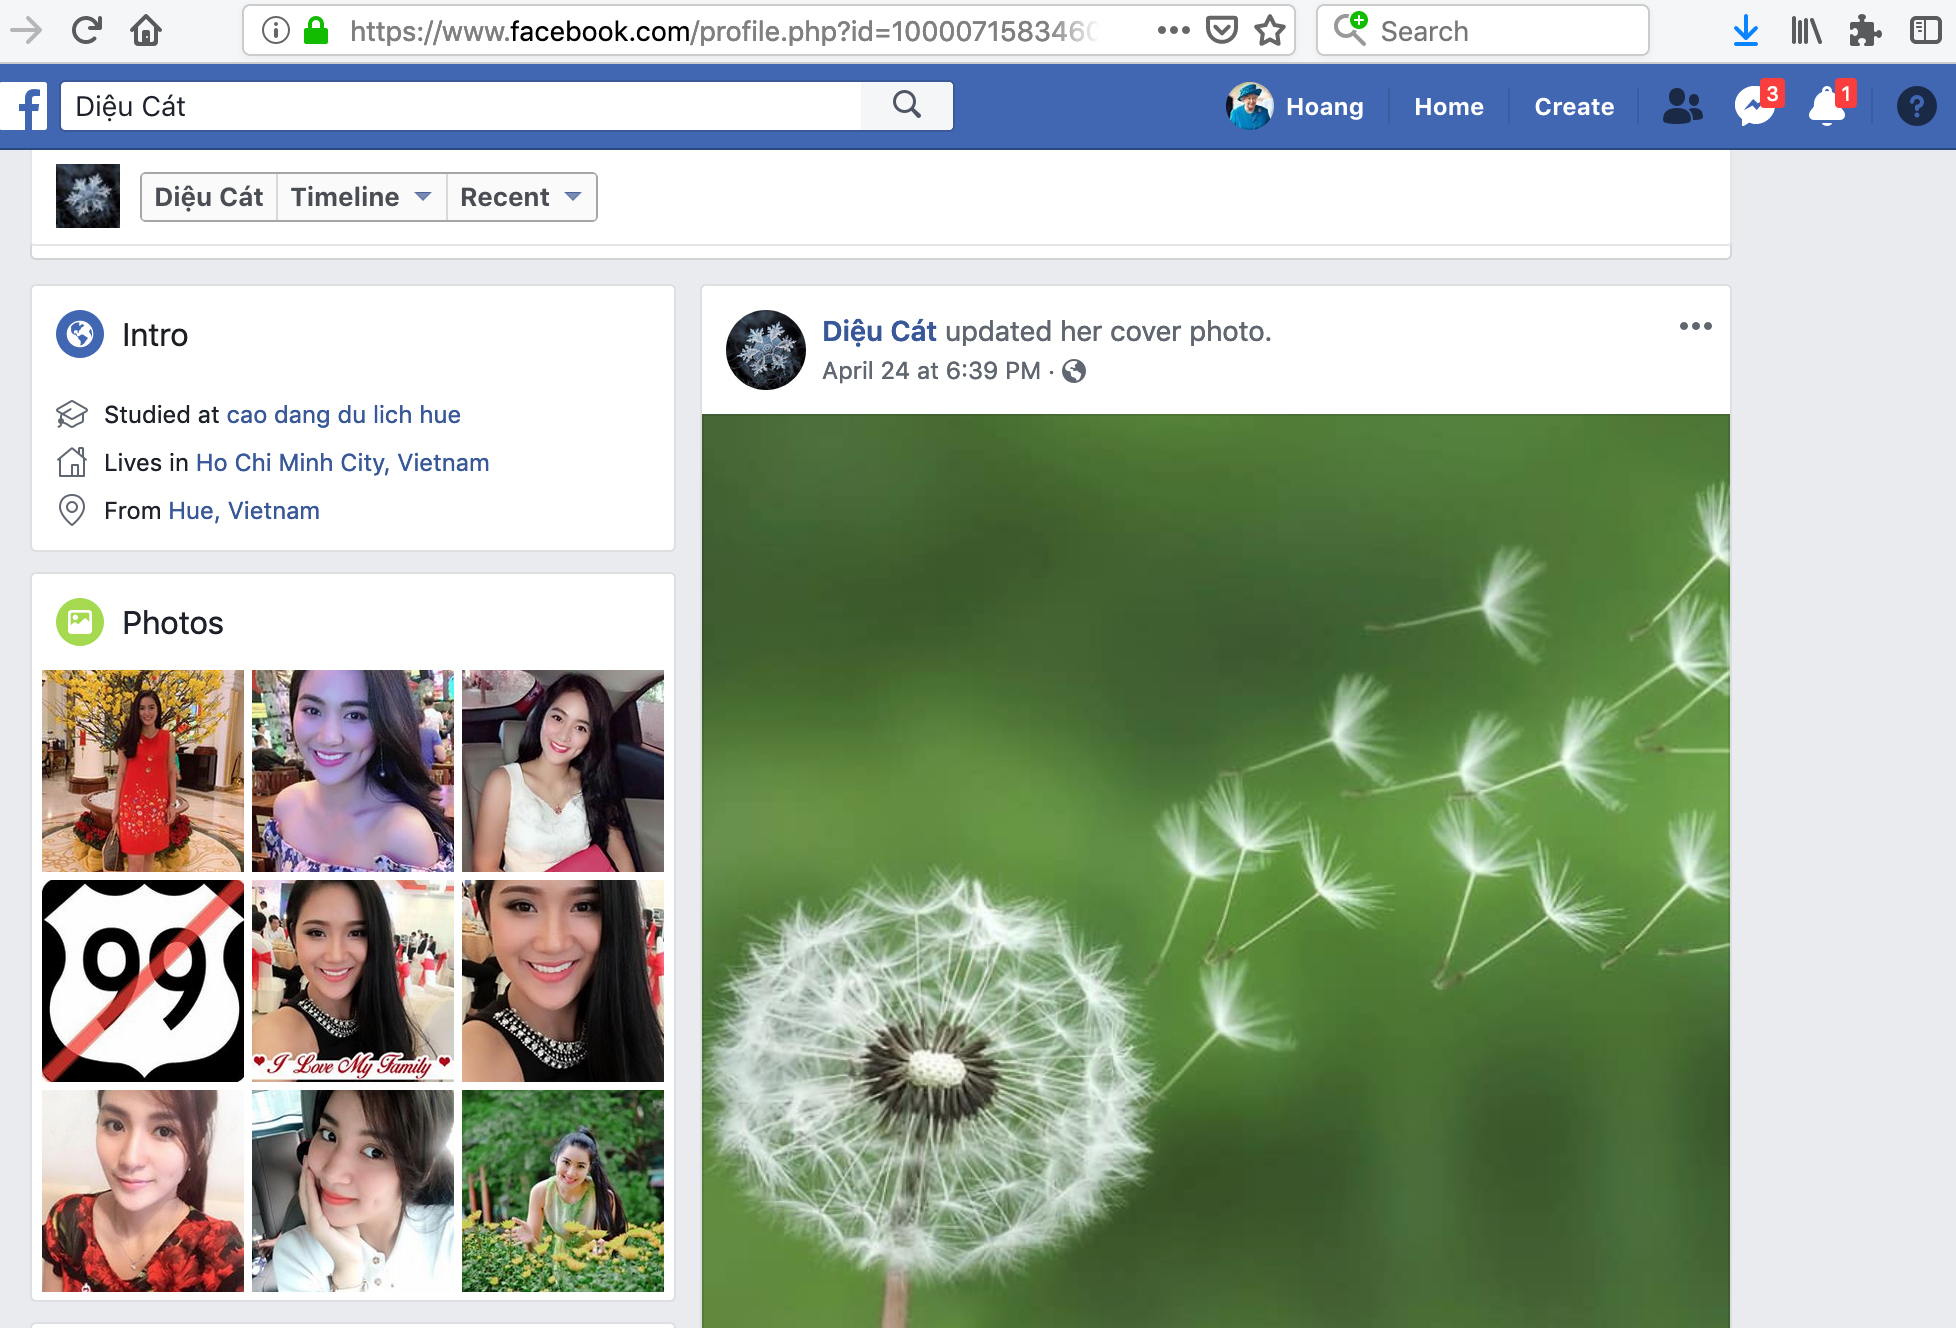 https://www.facebook.com/profile.php?id=100007158346
Search
Diệu Cát
Hoang
Home
Create
3
1
?
Diệu Cát
Timeline
Recent
Intro
Studied at cao dang du lich hue
Lives in Ho Chi Minh City, Vietnam
From Hue, Vietnam
Photos
99
I Love My Family
Diệu Cát updated her cover photo.
April 24 at 6:39 PM ·